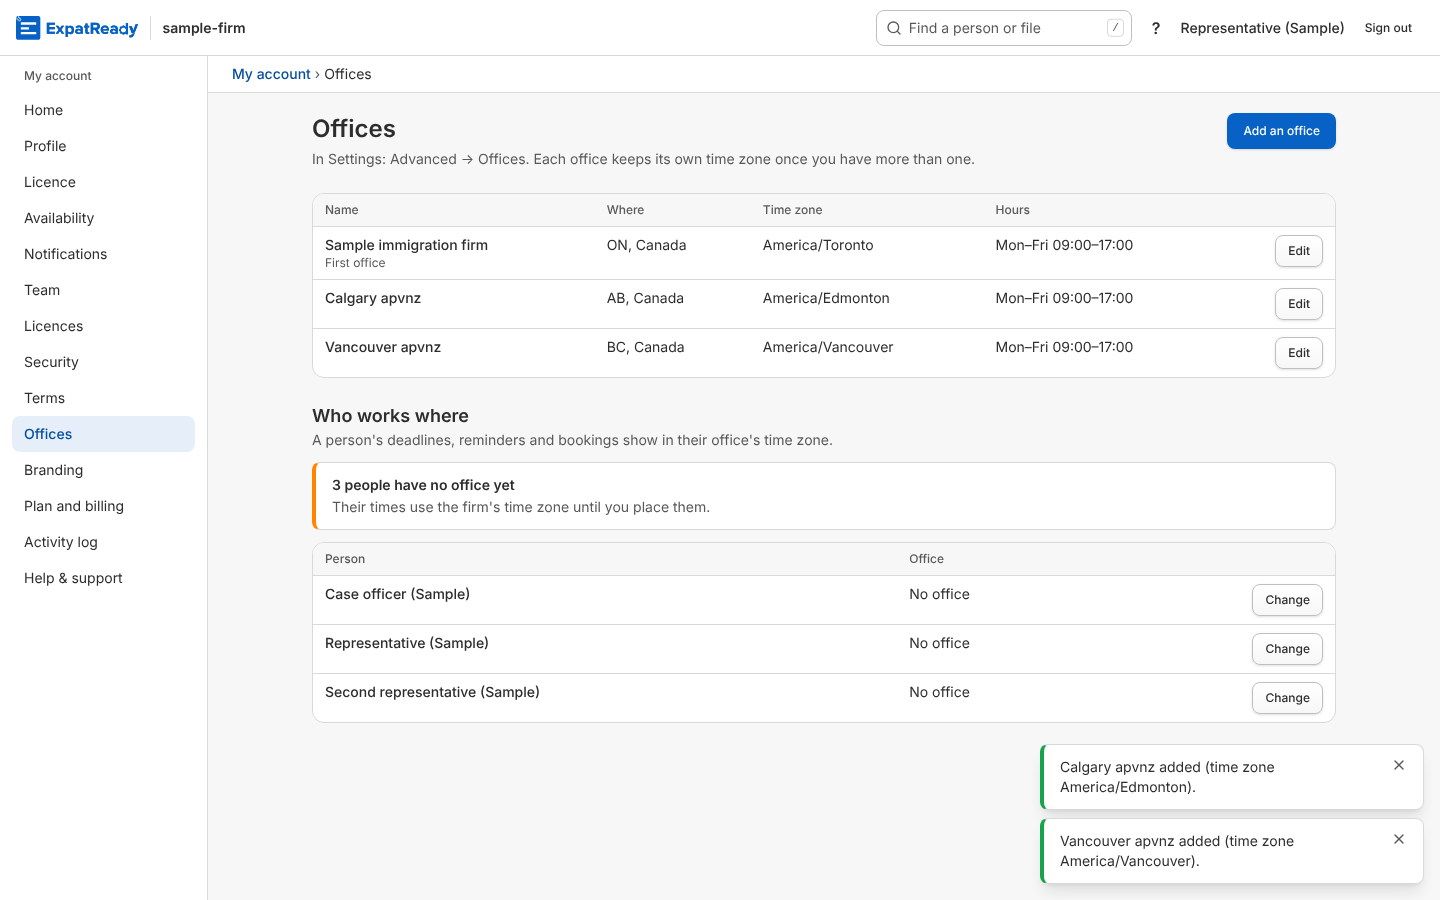 ExpatReady
sample-firm
Find a person or file
/
?
Representative (Sample)
Sign out
My account
Home
Profile
Licence
Availability
Notifications
Team
Licences
Security
Terms
Offices
Branding
Plan and billing
Activity log
Help & support
My account › Offices
Offices
Add an office
In Settings: Advanced → Offices. Each office keeps its own time zone once you have more than one.
Name Where Time zone Hours
Sample immigration firm ON, Canada America/Toronto Mon–Fri 09:00–17:00 Edit
First office
Calgary apvnz AB, Canada America/Edmonton Mon–Fri 09:00–17:00 Edit
Vancouver apvnz BC, Canada America/Vancouver Mon–Fri 09:00–17:00 Edit
Who works where
A person's deadlines, reminders and bookings show in their office's time zone.
3 people have no office yet
Their times use the firm's time zone until you place them.
Person Office
Case officer (Sample) No office Change
Representative (Sample) No office Change
Second representative (Sample) No office Change
Calgary apvnz added (time zone
America/Edmonton).
Vancouver apvnz added (time zone
America/Vancouver).